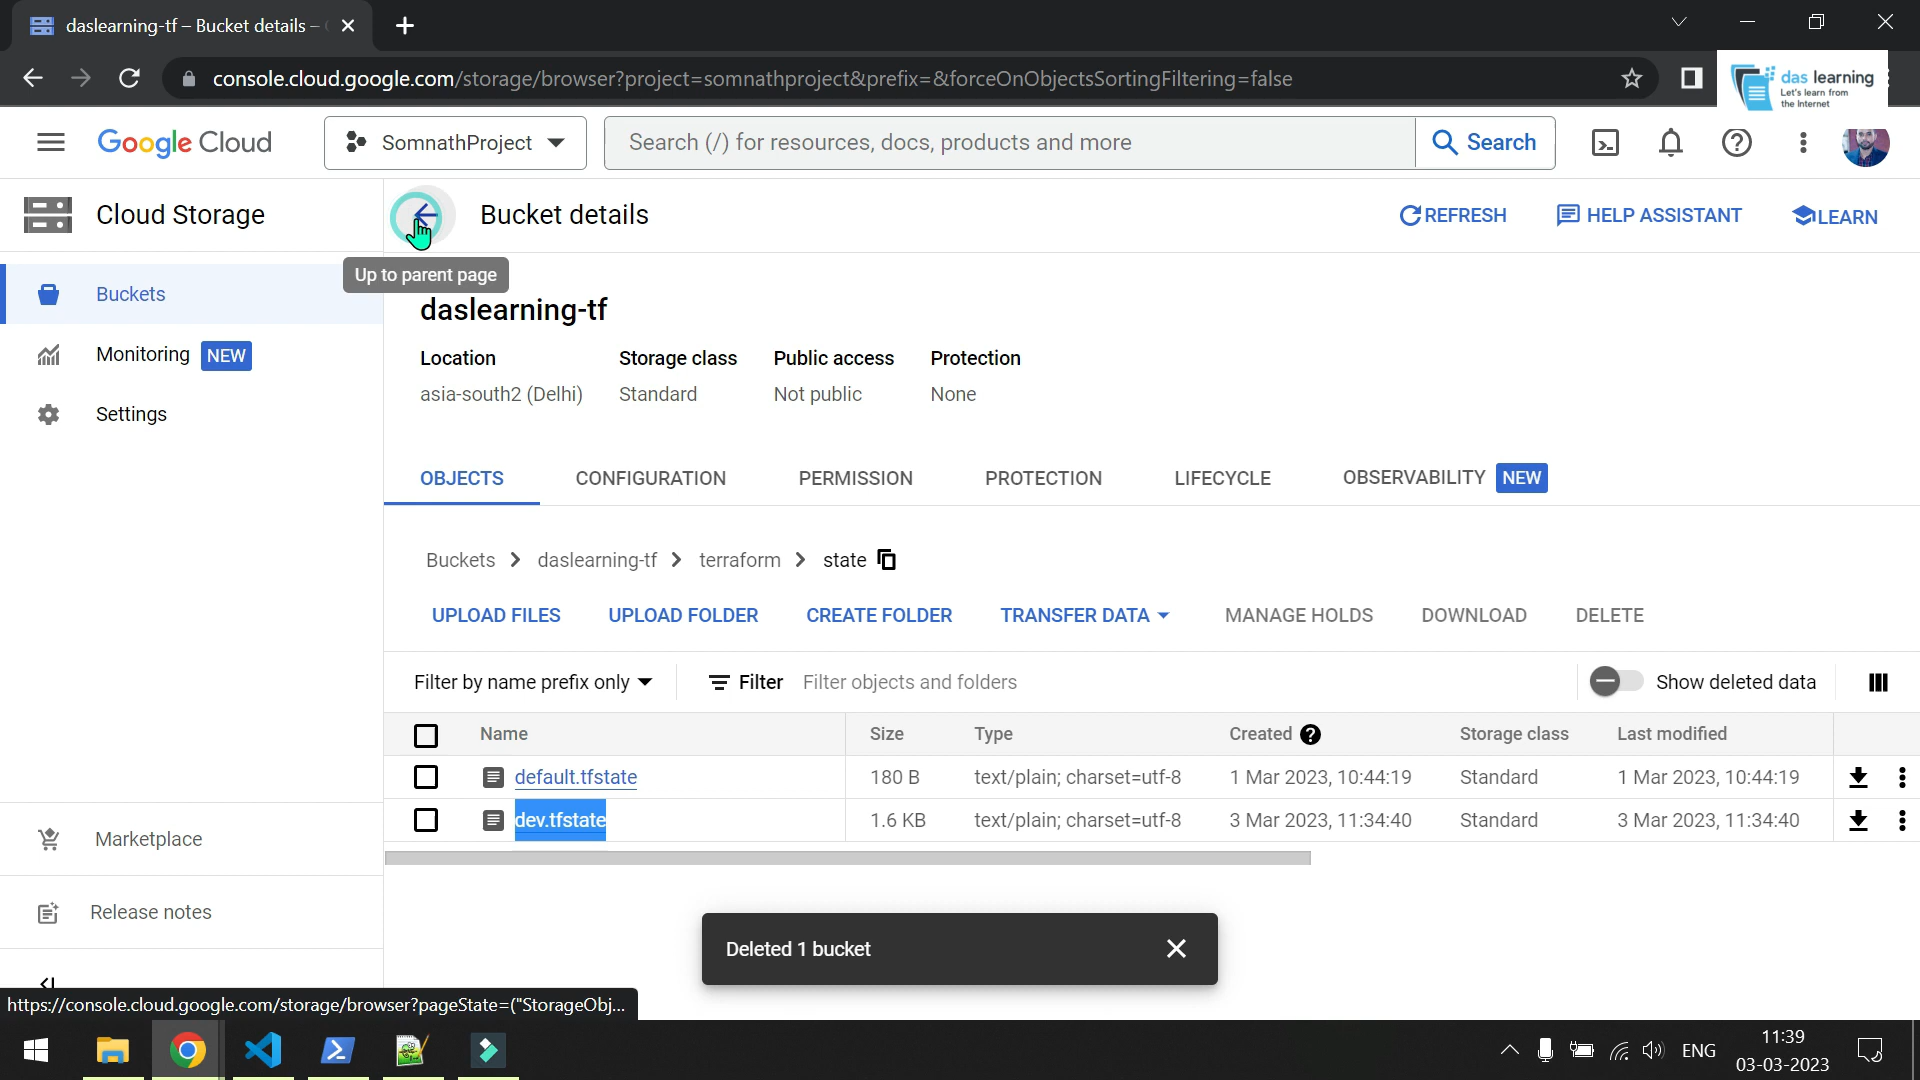 daslearning-tf – Bucket details –
console.cloud.google.com/storage/browser?project=somnathproject&prefix=&forceOnObjectsSortingFiltering=false
das learning
Let's learn from
the Internet
Google Cloud
SomnathProject
Search (/) for resources, docs, products and more
Search
Cloud Storage
Bucket details
REFRESH
HELP ASSISTANT
LEARN
Up to parent page
Buckets
Monitoring NEW
Settings
Marketplace
Release notes
daslearning-tf
Location Storage class Public access Protection
asia-south2 (Delhi) Standard Not public None
OBJECTS CONFIGURATION PERMISSION PROTECTION LIFECYCLE OBSERVABILITY NEW
Buckets > daslearning-tf > terraform > state
UPLOAD FILES UPLOAD FOLDER CREATE FOLDER TRANSFER DATA MANAGE HOLDS DOWNLOAD DELETE
Filter by name prefix only Filter Filter objects and folders Show deleted data
Name Size Type Created Storage class Last modified
default.tfstate 180 B text/plain; charset=utf-8 1 Mar 2023, 10:44:19 Standard 1 Mar 2023, 10:44:19
dev.tfstate 1.6 KB text/plain; charset=utf-8 3 Mar 2023, 11:34:40 Standard 3 Mar 2023, 11:34:40
Deleted 1 bucket
https://console.cloud.google.com/storage/browser?pageState=("StorageObj...
ENG
11:39
03-03-2023